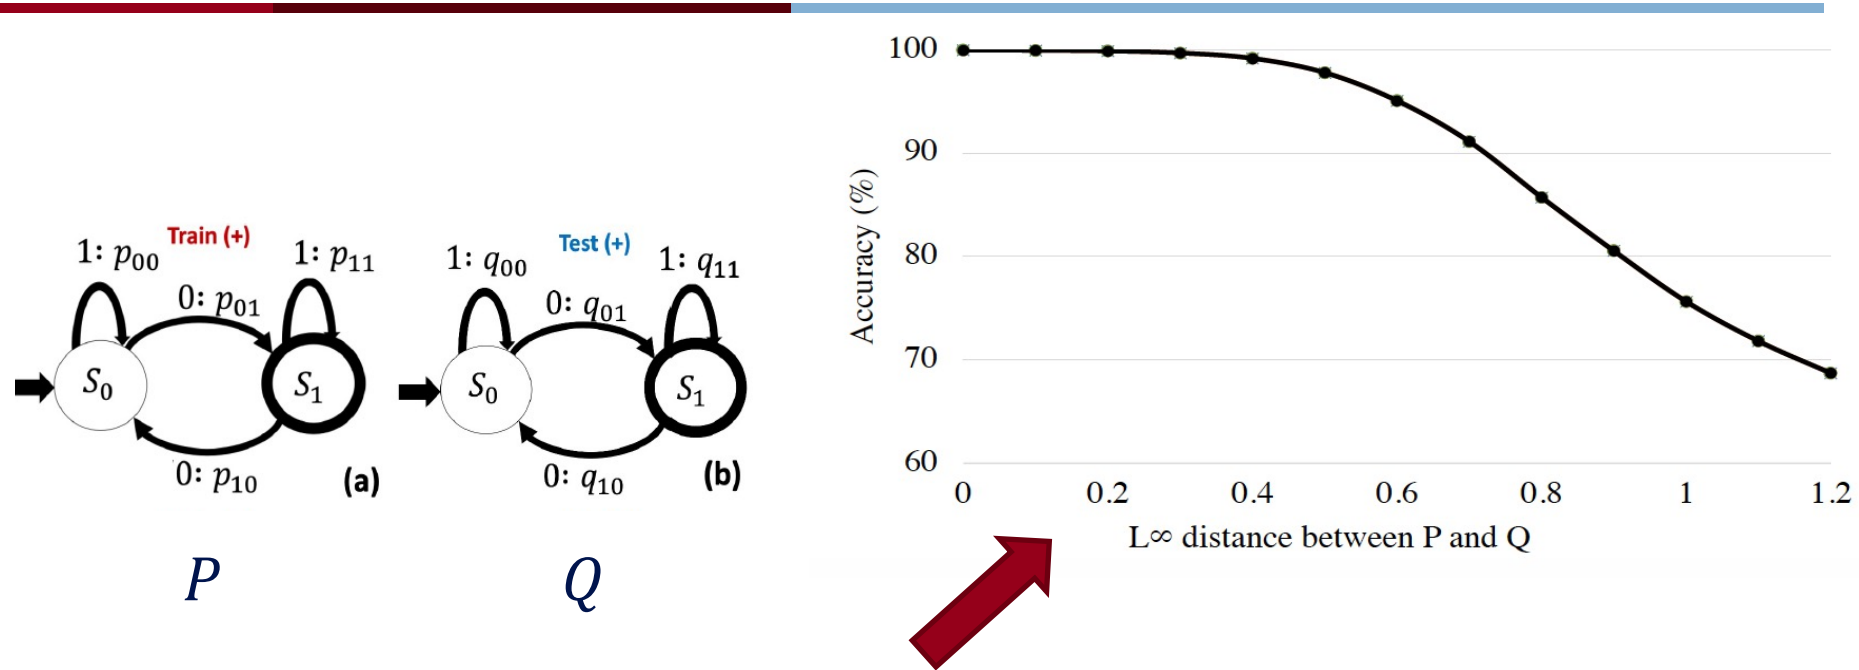 Train (+)
1: p₀₀
1: p₁₁
0: p₀₁
S₀
S₁
0: p₁₀
(a)
P
Test (+)
1: q₀₀
1: q₁₁
0: q₀₁
S₀
S₁
0: q₁₀
(b)
Q
Accuracy (%)
100
90
80
70
60
0 0.2 0.4 0.6 0.8 1 1.2
L∞ distance between P and Q